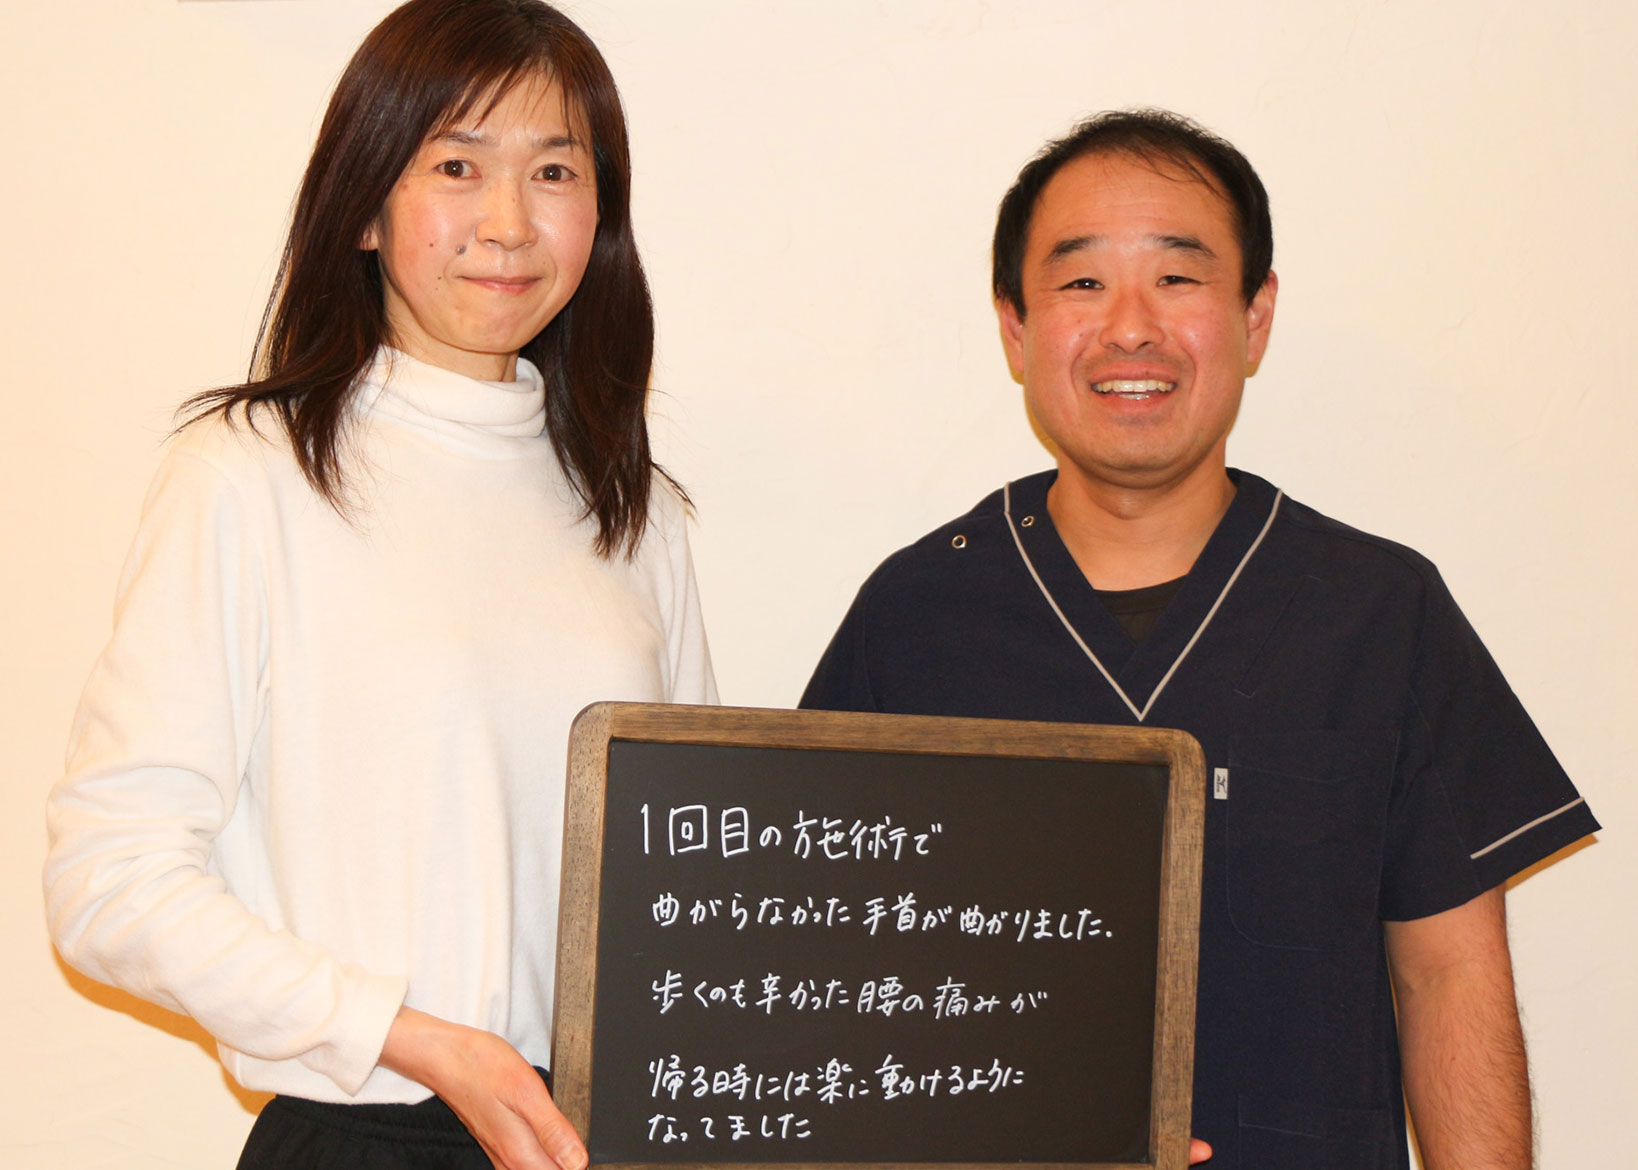 1回目の施術で
曲がらなかった手首が曲がりました.
歩くのも辛かった腰の痛みが
帰る時には楽に動けるように
なってました
K